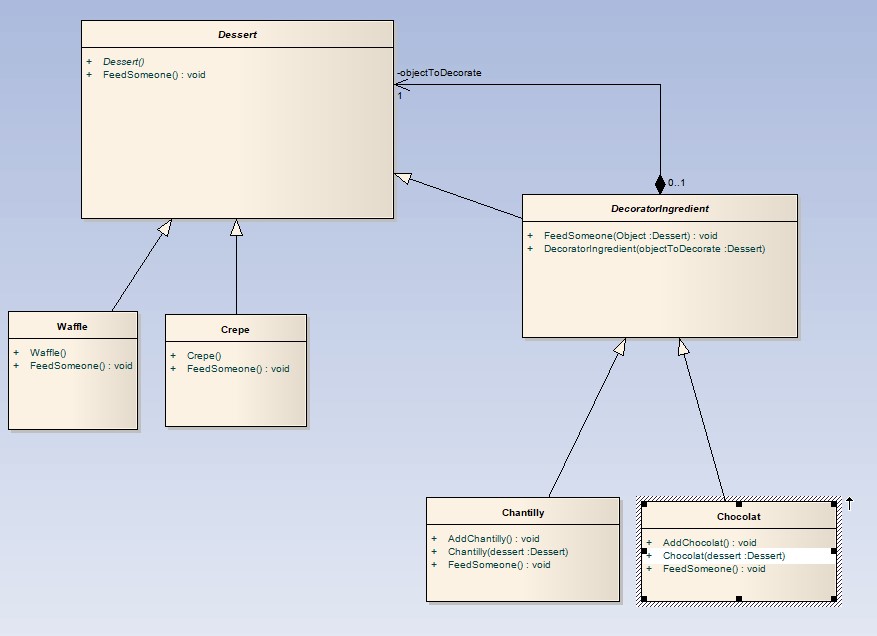 Dessert
+ Dessert()
+ FeedSomeone() : void
-objectToDecorate
1
0..1
DecoratorIngredient
+ FeedSomeone(Object :Dessert) : void
+ DecoratorIngredient(objectToDecorate :Dessert)
Waffle
+ Waffle()
+ FeedSomeone() : void
Crepe
+ Crepe()
+ FeedSomeone() : void
Chantilly
+ AddChantilly() : void
+ Chantilly(dessert :Dessert)
+ FeedSomeone() : void
Chocolat
+ AddChocolat() : void
+ Chocolat(dessert :Dessert)
+ FeedSomeone() : void